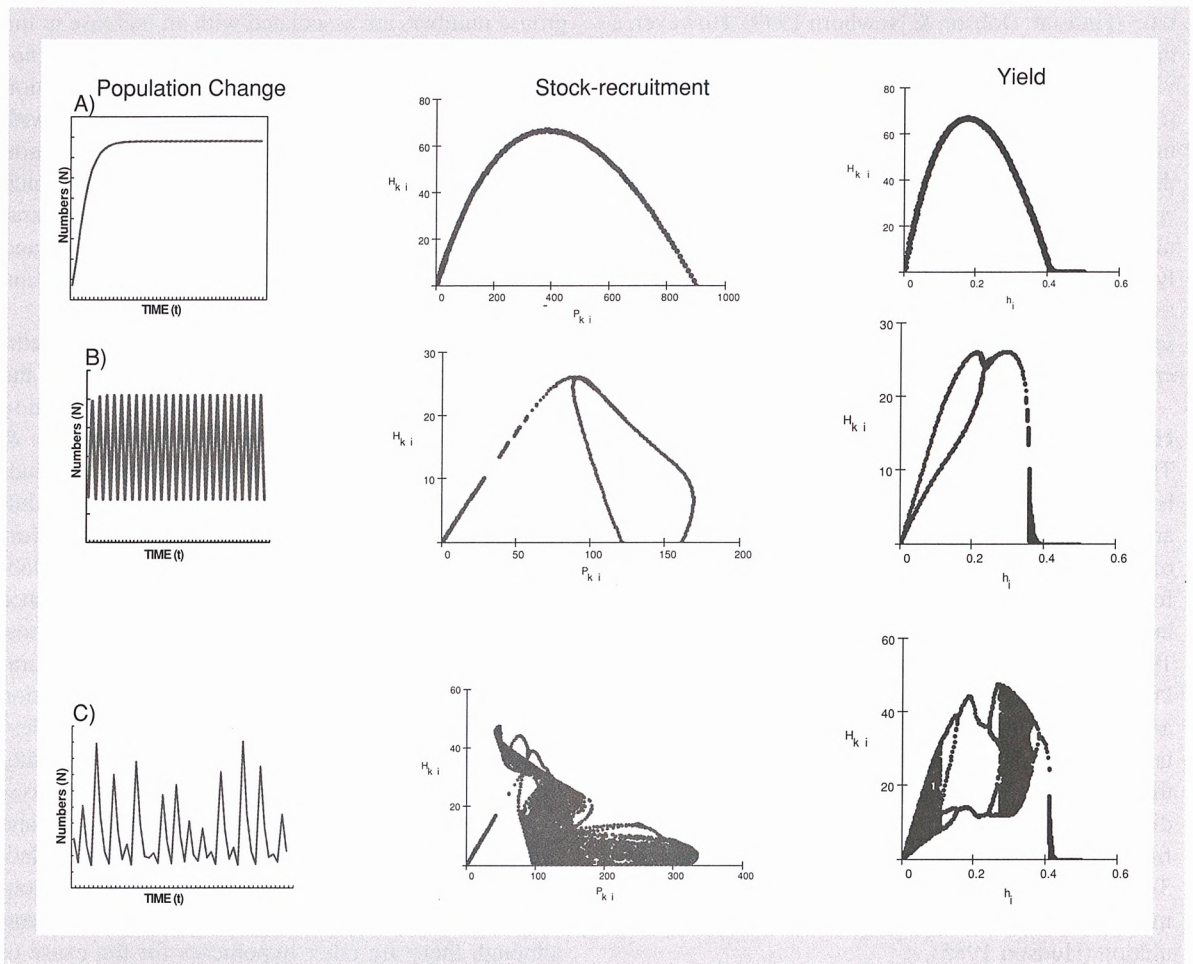 Population Change
Stock-recruitment
Yield
A)
Numbers (N)
TIME (t)
80
60
40
20
H k i
0
200
400
600
800
1000
P k i
80
60
40
20
H k i
0
0.2
0.4
0.6
h i
B)
Numbers (N)
TIME (t)
30
20
10
H k i
0
50
100
150
200
P k i
30
20
10
H k i
0
0.2
0.4
0.6
h i
C)
Numbers (N)
TIME (t)
60
40
20
H k i
0
100
200
300
400
P k i
60
40
20
H k i
0
0.2
0.4
0.6
h i